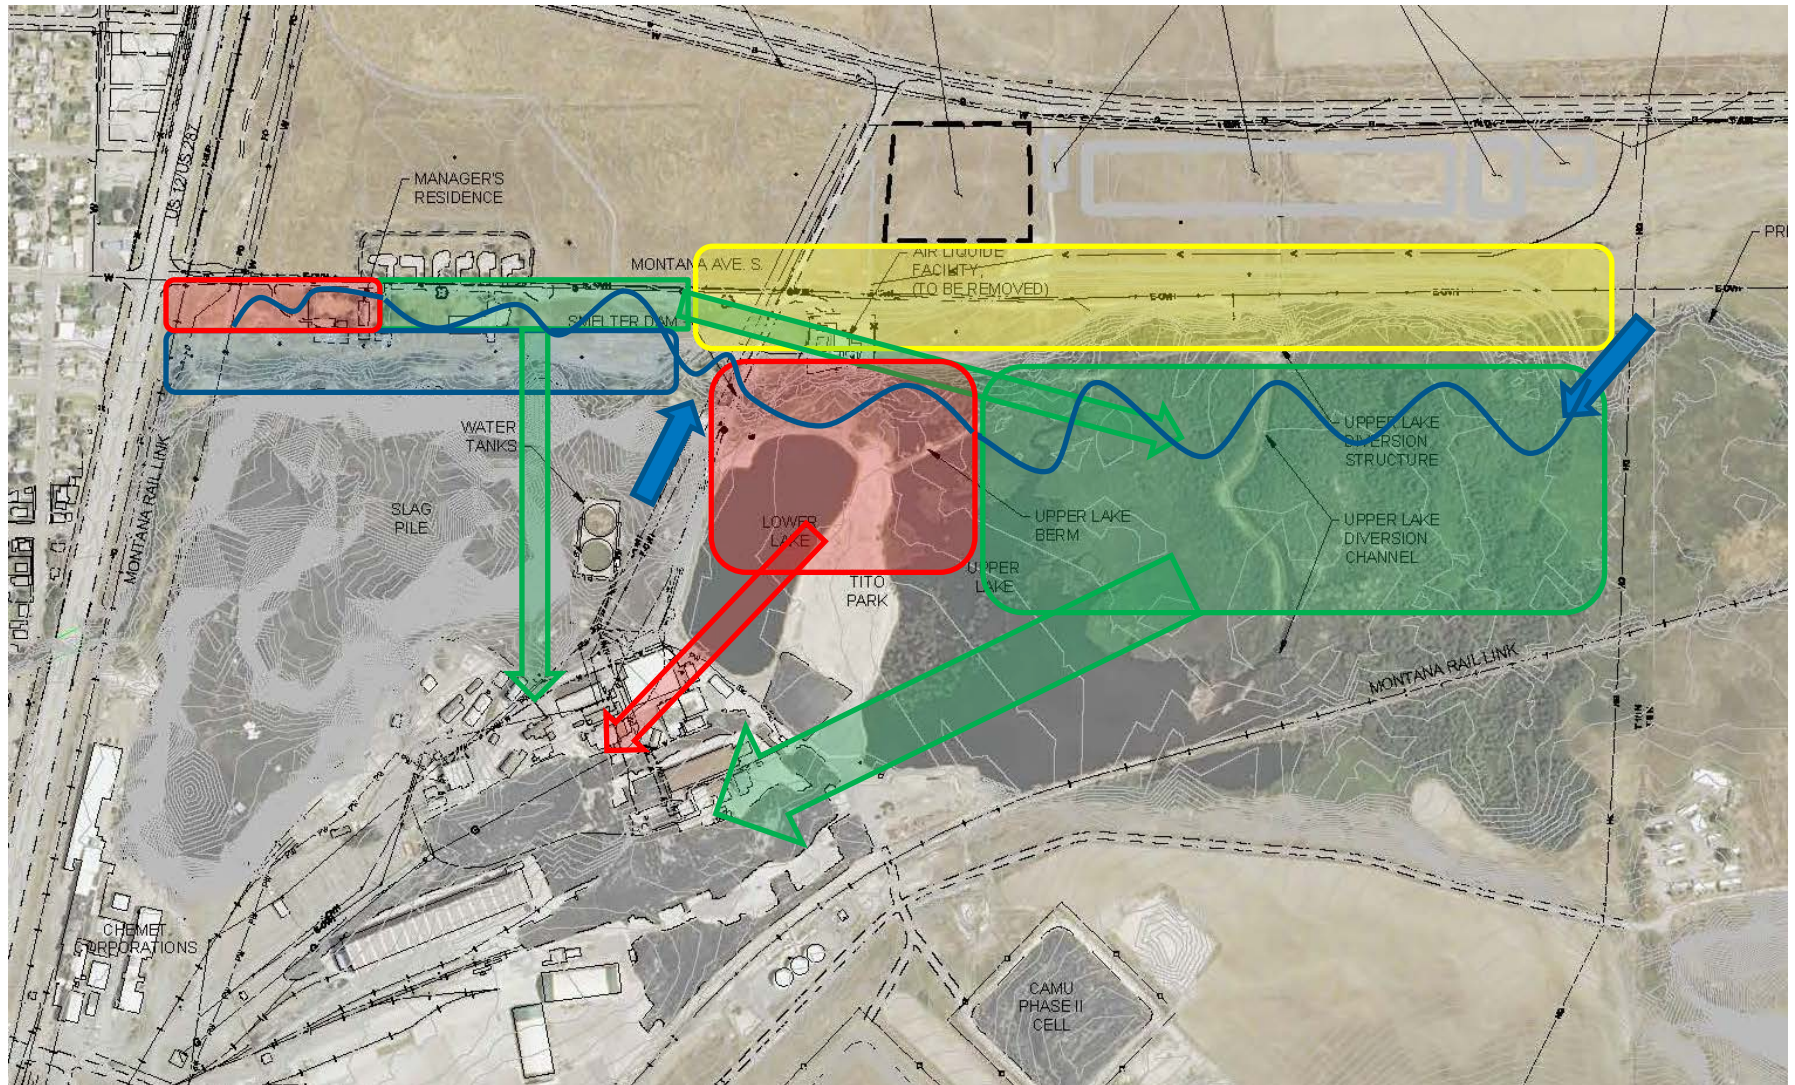 US 12/US 287
MANAGER'S
RESIDENCE
MONTANA AVE. S.
AIR LIQUIDE
FACILITY
(TO BE REMOVED)
SMELTER DAM
WATER
TANKS
MONTANA RAIL LINK
SLAG
PILE
LOWER
LAKE
TITO
PARK
UPPER
LAKE
UPPER LAKE
BERM
UPPER LAKE
DIVERSION
STRUCTURE
UPPER LAKE
DIVERSION
CHANNEL
MONTANA RAIL LINK
CHEMET
CORPORATIONS
CAMU
PHASE II
CELL